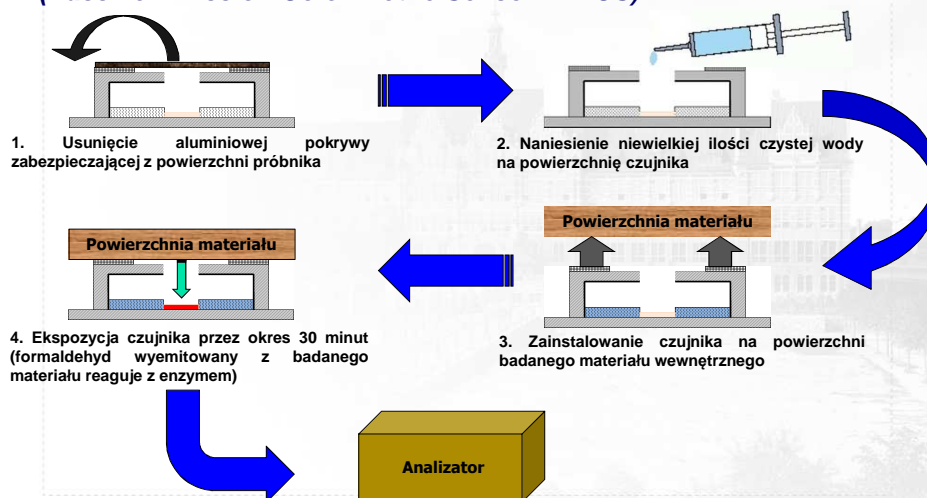 1. Usunięcie aluminiowej pokrywy
zabezpieczającej z powierzchni próbnika
2. Naniesienie niewielkiej ilości czystej wody
na powierzchnię czujnika
Powierzchnia materiału
3. Zainstalowanie czujnika na powierzchni
badanego materiału wewnętrznego
Powierzchnia materiału
4. Ekspozycja czujnika przez okres 30 minut
(formaldehyd wyemitowany z badanego
materiału reaguje z enzymem)
Analizator